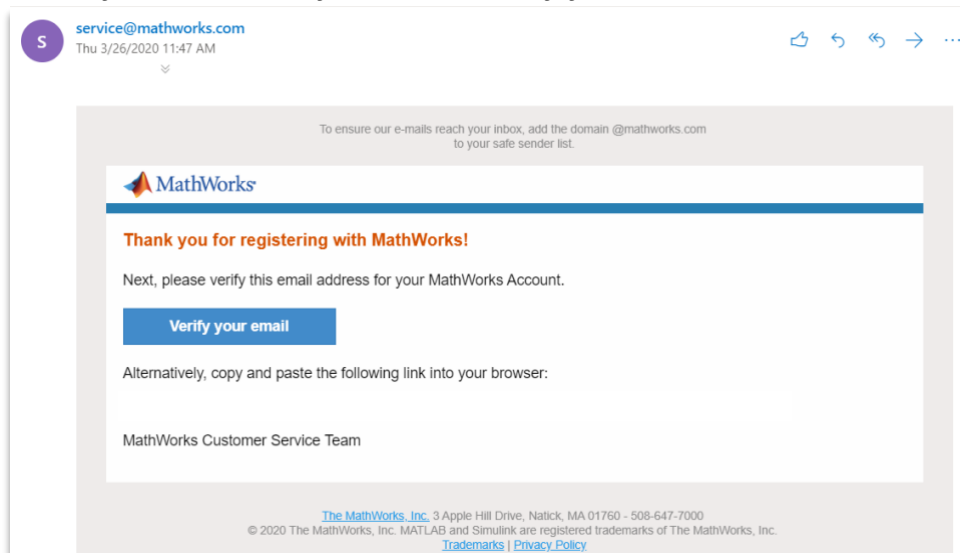 S
service@mathworks.com
Thu 3/26/2020 11:47 AM
To ensure our e-mails reach your inbox, add the domain @mathworks.com
to your safe sender list.
MathWorks
Thank you for registering with MathWorks!
Next, please verify this email address for your MathWorks Account.
Verify your email
Alternatively, copy and paste the following link into your browser:
MathWorks Customer Service Team
The MathWorks, Inc. 3 Apple Hill Drive, Natick, MA 01760 - 508-647-7000
© 2020 The MathWorks, Inc. MATLAB and Simulink are registered trademarks of The MathWorks, Inc.
Trademarks | Privacy Policy